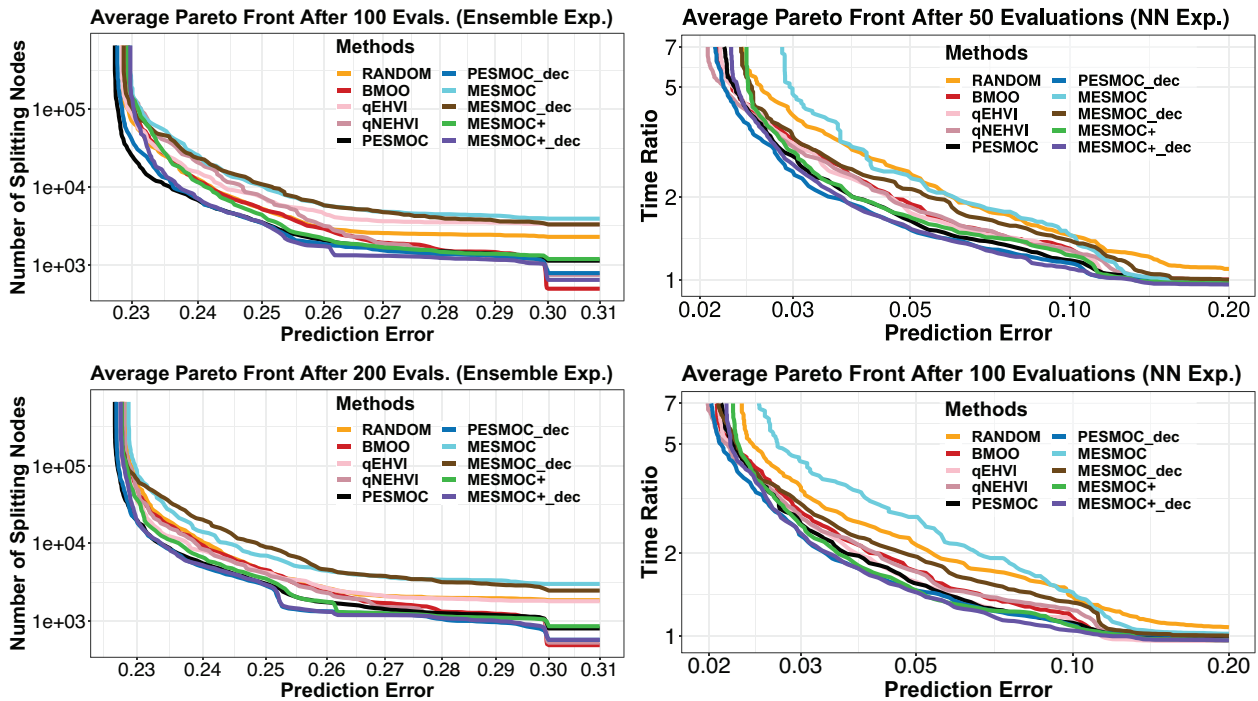 Average Pareto Front After 100 Evals. (Ensemble Exp.)
Number of Splitting Nodes
1e+05
1e+04
1e+03
Methods
RANDOM PESMOC_dec
BMOO MESMOC
qEHVI MESMOC_dec
qNEHVI MESMOC+
PESMOC MESMOC+_dec
0.23 0.24 0.25 0.26 0.27 0.28 0.29 0.30 0.31
Prediction Error
Average Pareto Front After 50 Evaluations (NN Exp.)
Time Ratio
7
5
2
1
Methods
RANDOM PESMOC_dec
BMOO MESMOC
qEHVI MESMOC_dec
qNEHVI MESMOC+
PESMOC MESMOC+_dec
0.02 0.03 0.05 0.10 0.20
Prediction Error
Average Pareto Front After 200 Evals. (Ensemble Exp.)
Number of Splitting Nodes
1e+05
1e+04
1e+03
Methods
RANDOM PESMOC_dec
BMOO MESMOC
qEHVI MESMOC_dec
qNEHVI MESMOC+
PESMOC MESMOC+_dec
0.23 0.24 0.25 0.26 0.27 0.28 0.29 0.30 0.31
Prediction Error
Average Pareto Front After 100 Evaluations (NN Exp.)
Time Ratio
7
5
2
1
Methods
RANDOM PESMOC_dec
BMOO MESMOC
qEHVI MESMOC_dec
qNEHVI MESMOC+
PESMOC MESMOC+_dec
0.02 0.03 0.05 0.10 0.20
Prediction Error